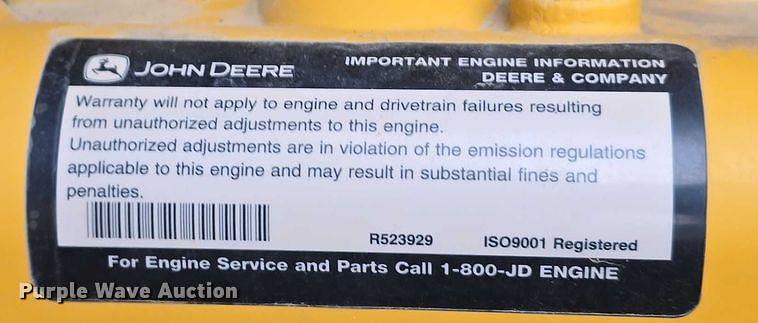 JOHN DEERE
IMPORTANT ENGINE INFORMATION
DEERE & COMPANY
Warranty will not apply to engine and drivetrain failures resulting
from unauthorized adjustments to this engine.
Unauthorized adjustments are in violation of the emission regulations
applicable to this engine and may result in substantial fines and
penalties.
R523929 ISO9001 Registered
For Engine Service and Parts Call 1-800-JD ENGINE
Purple Wave Auction